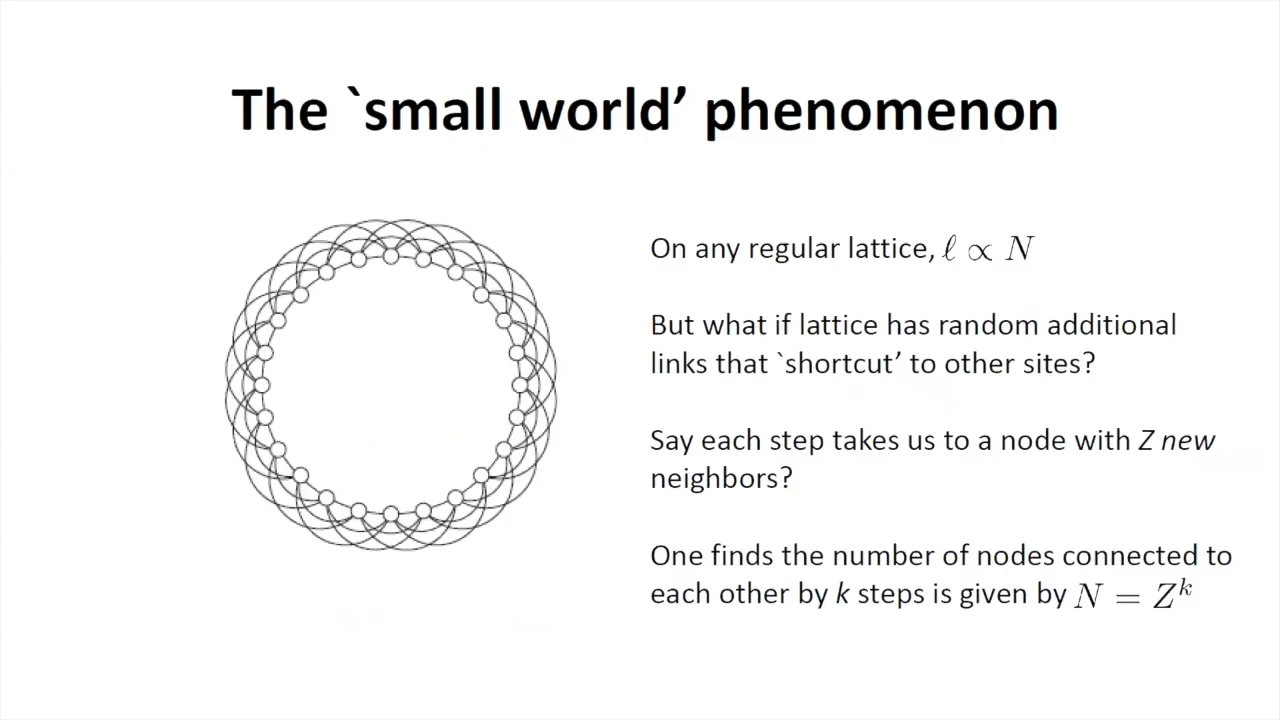 The `small world’ phenomenon
On any regular lattice, ℓ ∝ N
But what if lattice has random additional
links that `shortcut’ to other sites?
Say each step takes us to a node with Z new
neighbors?
One finds the number of nodes connected to
each other by k steps is given by N = Z^k